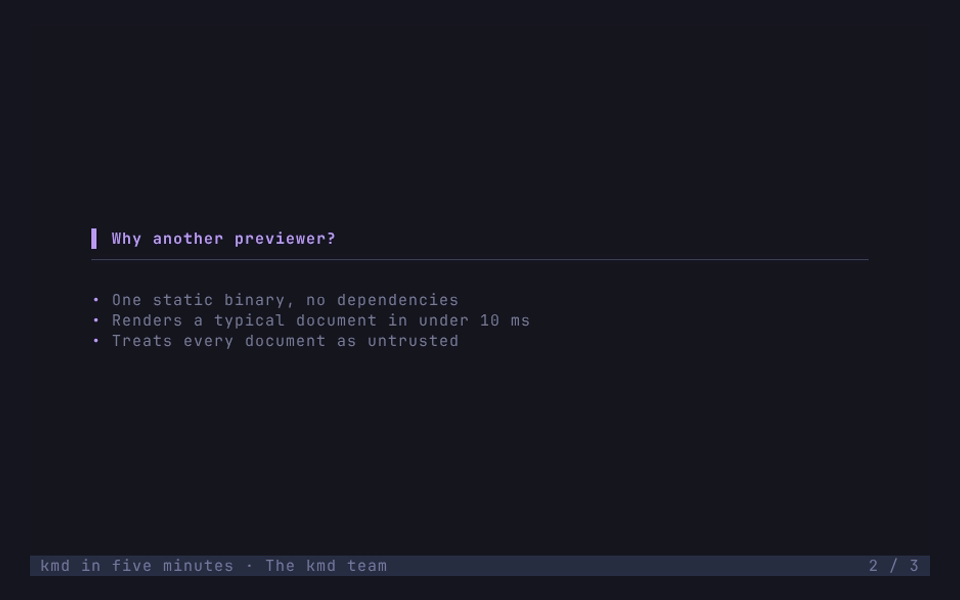 Why another previewer?
• One static binary, no dependencies
• Renders a typical document in under 10 ms
• Treats every document as untrusted
kmd in five minutes · The kmd team 2 / 3